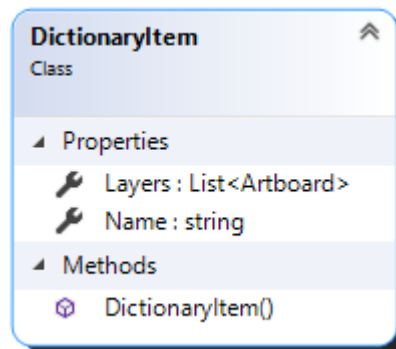 DictionaryItem
Class
Properties
Layers : List<Artboard>
Name : string
Methods
DictionaryItem()